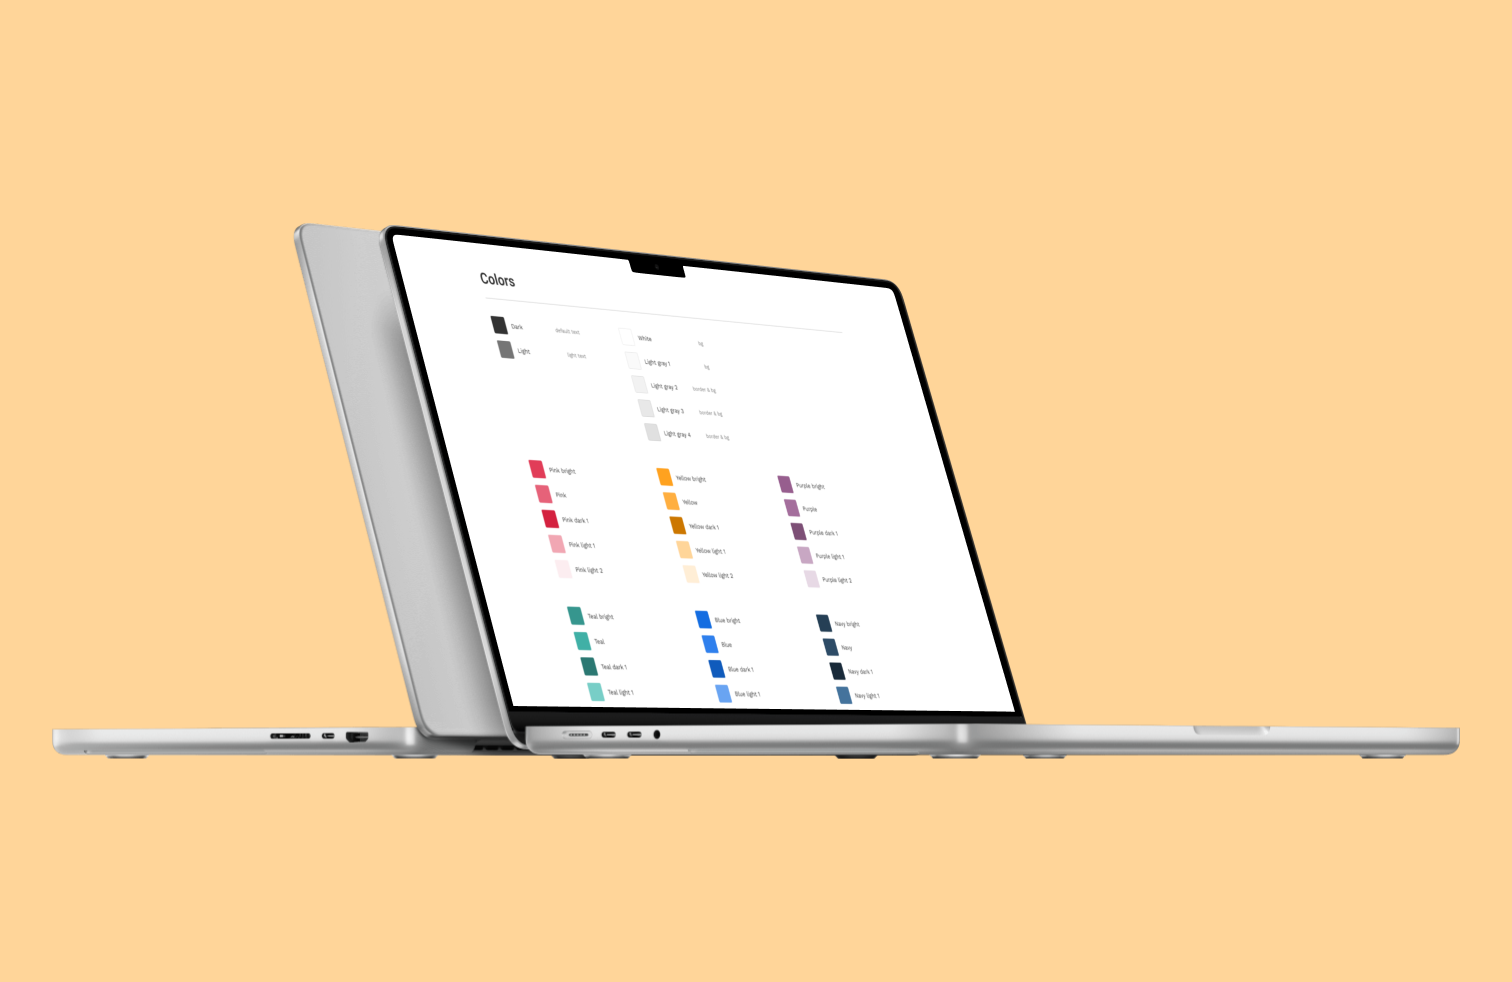 Colors
Dark default text
Light light text
White bg
Light gray 1 bg
Light gray 2 border & bg
Light gray 3 border & bg
Light gray 4 border & bg
Pink bright
Pink
Pink dark 1
Pink light 1
Pink light 2
Yellow bright
Yellow
Yellow dark 1
Yellow light 1
Yellow light 2
Purple bright
Purple
Purple dark 1
Purple light 1
Purple light 2
Teal bright
Teal
Teal dark 1
Teal light 1
Blue bright
Blue
Blue dark 1
Blue light 1
Navy bright
Navy
Navy dark 1
Navy light 1